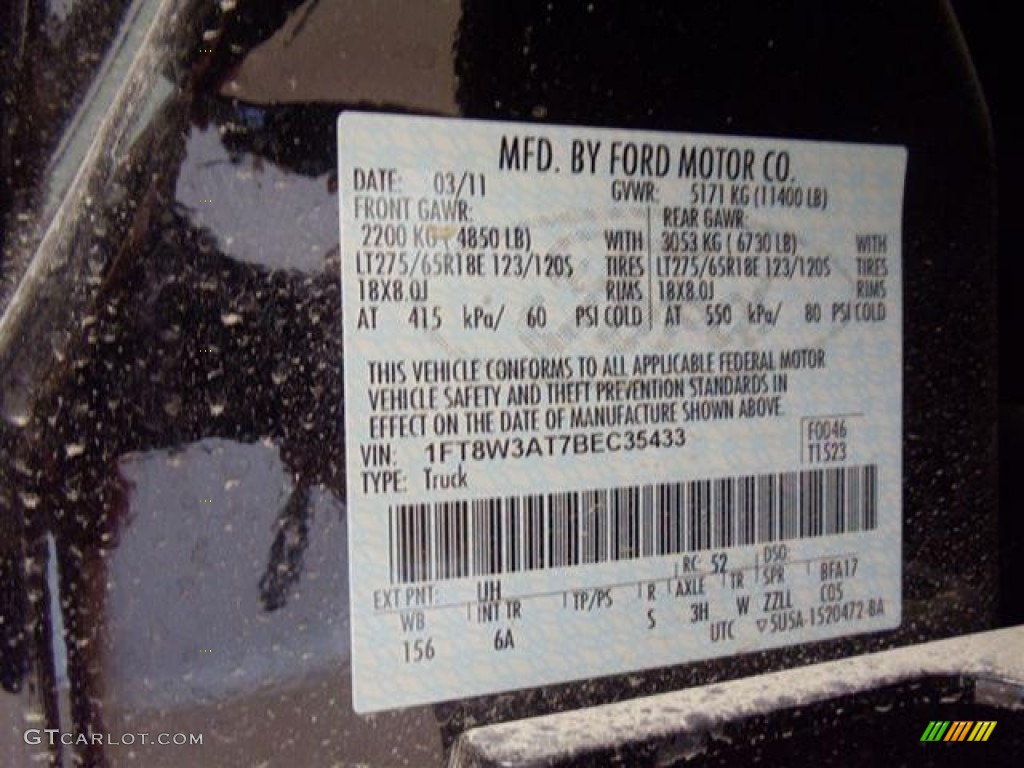 MFD. BY FORD MOTOR CO.
DATE: 03/11 GVWR: 5171 KG (11400 LB)
FRONT GAWR: REAR GAWR:
2200 KG ( 4850 LB) WITH 3053 KG ( 6730 LB) WITH
LT275/65R18E 123/120S TIRES LT275/65R18E 123/120S TIRES
18X8.0J RIMS 18X8.0J RIMS
AT 415 kPa/ 60 PSI COLD AT 550 kPa/ 80 PSI COLD
THIS VEHICLE CONFORMS TO ALL APPLICABLE FEDERAL MOTOR
VEHICLE SAFETY AND THEFT PREVENTION STANDARDS IN
EFFECT ON THE DATE OF MANUFACTURE SHOWN ABOVE.
VIN: 1FT8W3AT7BEC35433
F0046
T1523
TYPE: Truck
EXT PNT: UH RC: 52 DSO:
WB INT TR TP/PS R AXLE TR SPR BFA17
156 6A S 3H W ZZLL C05
UTC ▽5U5A-1520472-BA
GTCARLOT.COM